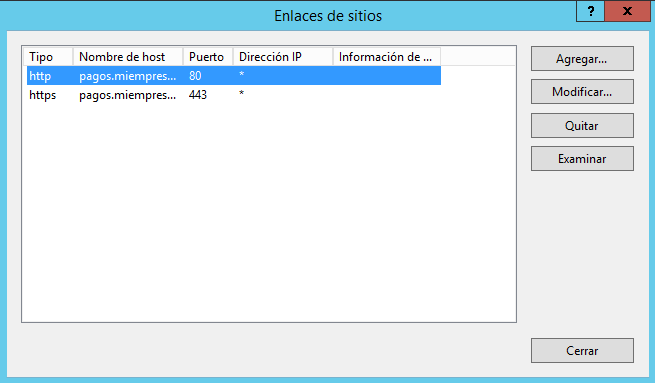 Enlaces de sitios
? x
Tipo Nombre de host Puerto Dirección IP Información de ...
http pagos.miempres... 80 *
https pagos.miempres... 443 *
Agregar...
Modificar...
Quitar
Examinar
Cerrar